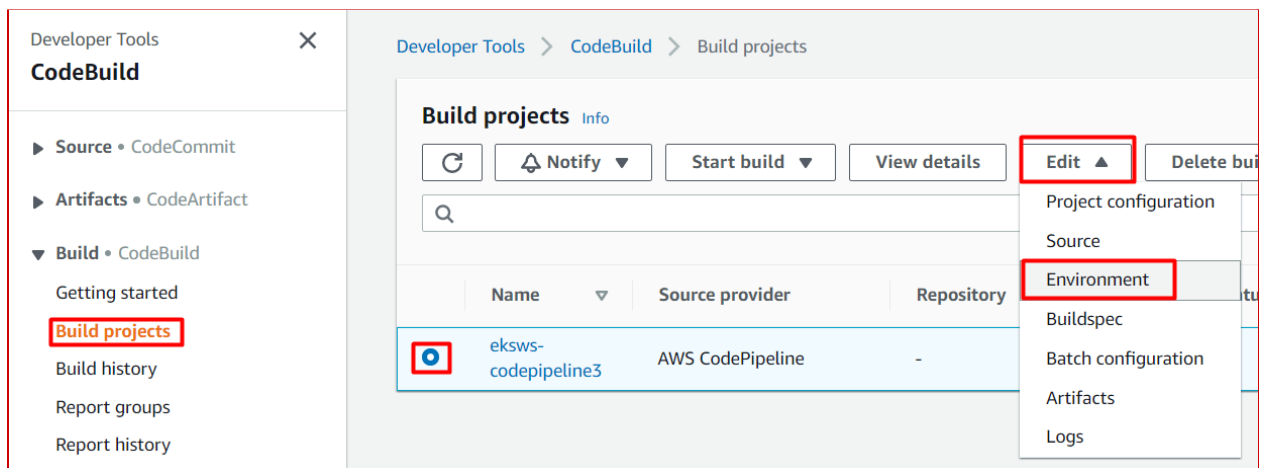 Developer Tools
CodeBuild
Source • CodeCommit
Artifacts • CodeArtifact
Build • CodeBuild
Getting started
Build projects
Build history
Report groups
Report history
Developer Tools > CodeBuild > Build projects
Build projects Info
Notify Start build View details Edit Delete
Project configuration
Source
Environment
Buildspec
Batch configuration
Artifacts
Logs
Name Source provider Repository
eksws-
codepipeline3
AWS CodePipeline -